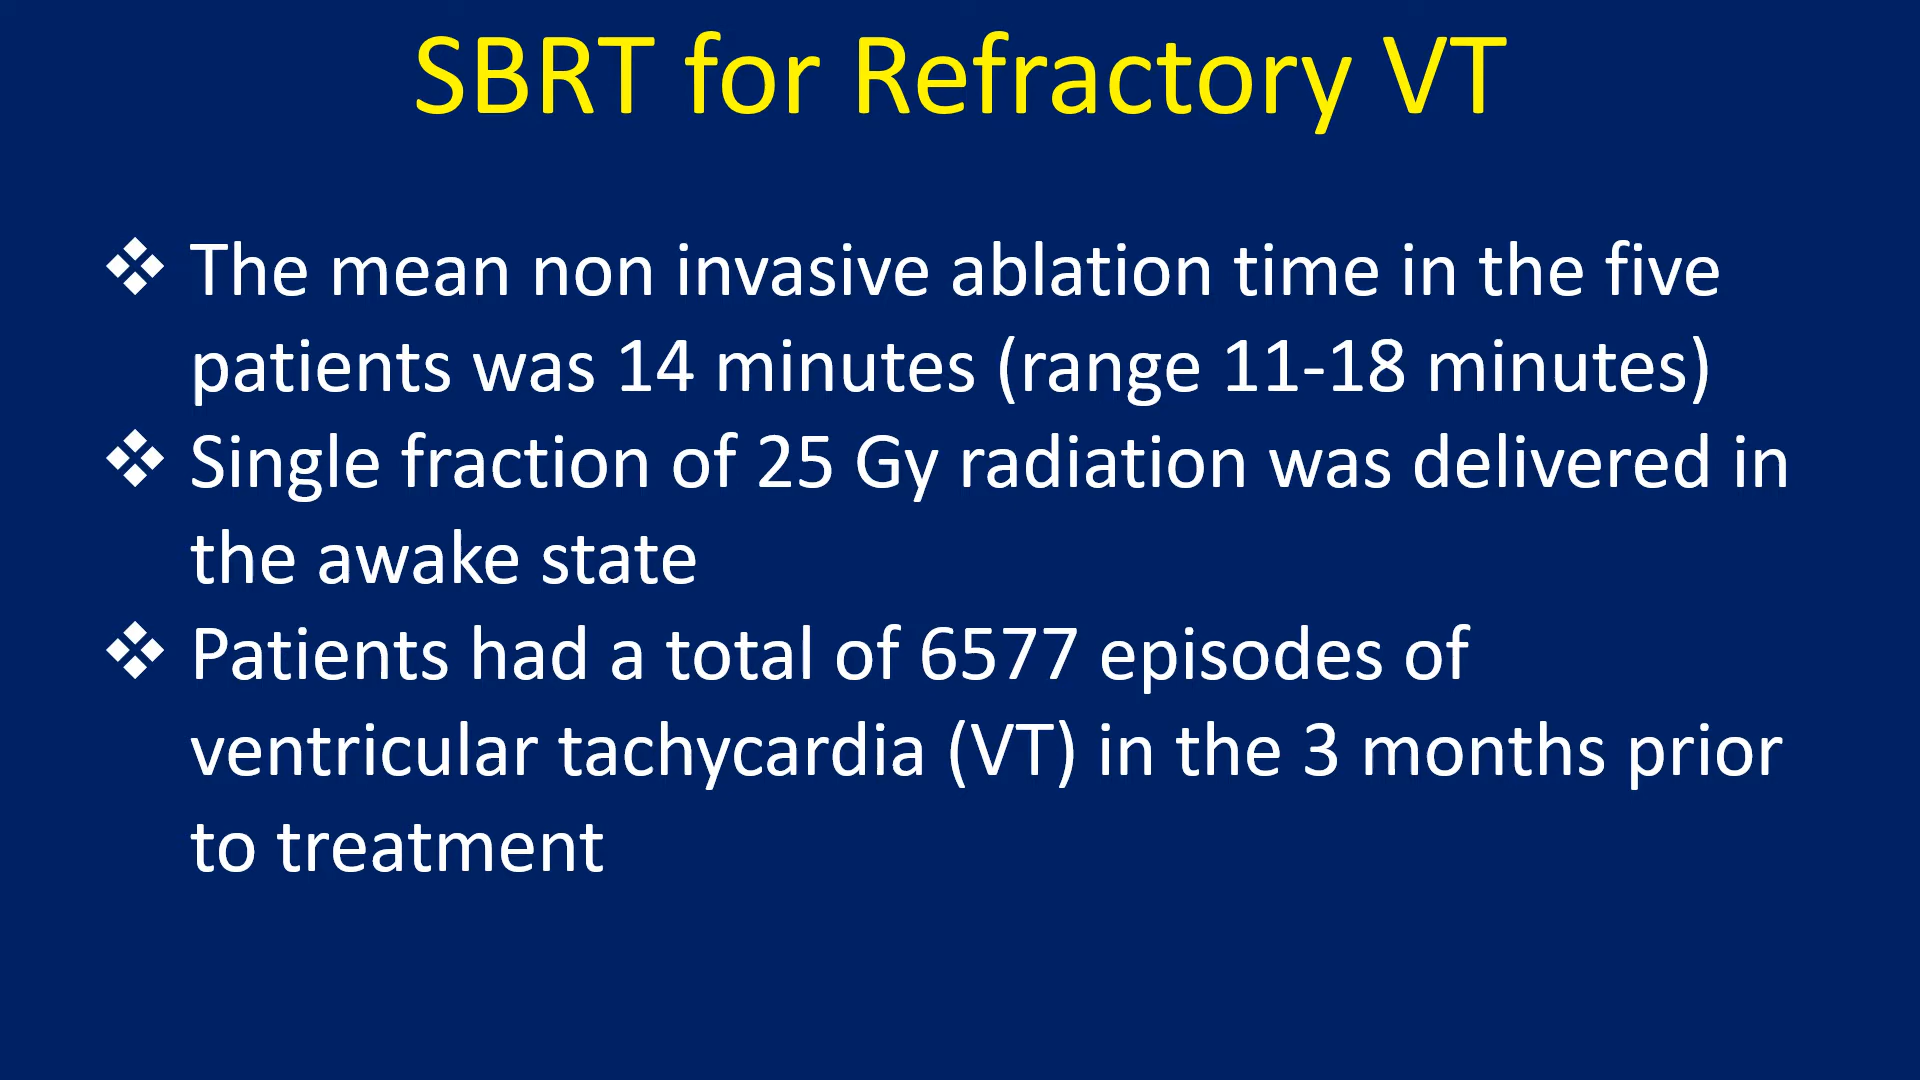 SBRT for Refractory VT
❖ The mean non invasive ablation time in the five
patients was 14 minutes (range 11-18 minutes)
❖ Single fraction of 25 Gy radiation was delivered in
the awake state
❖ Patients had a total of 6577 episodes of
ventricular tachycardia (VT) in the 3 months prior
to treatment